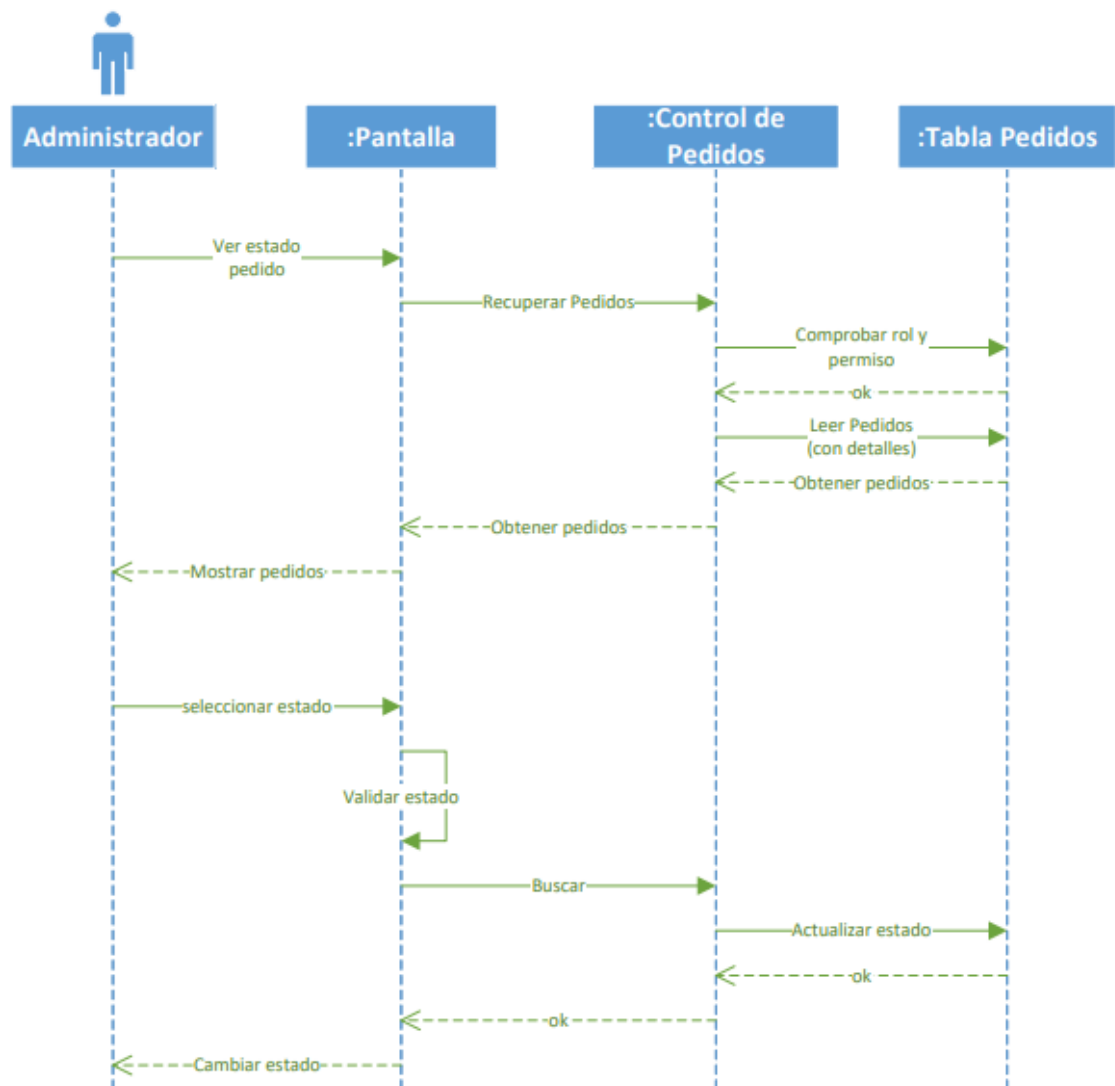 Administrador
:Pantalla
:Control de
Pedidos
:Tabla Pedidos
Ver estado
pedido
Recuperar Pedidos
Comprobar rol y
permiso
ok
Leer Pedidos
(con detalles)
Obtener pedidos
Obtener pedidos
Mostrar pedidos
seleccionar estado
Validar estado
Buscar
Actualizar estado
ok
ok
Cambiar estado